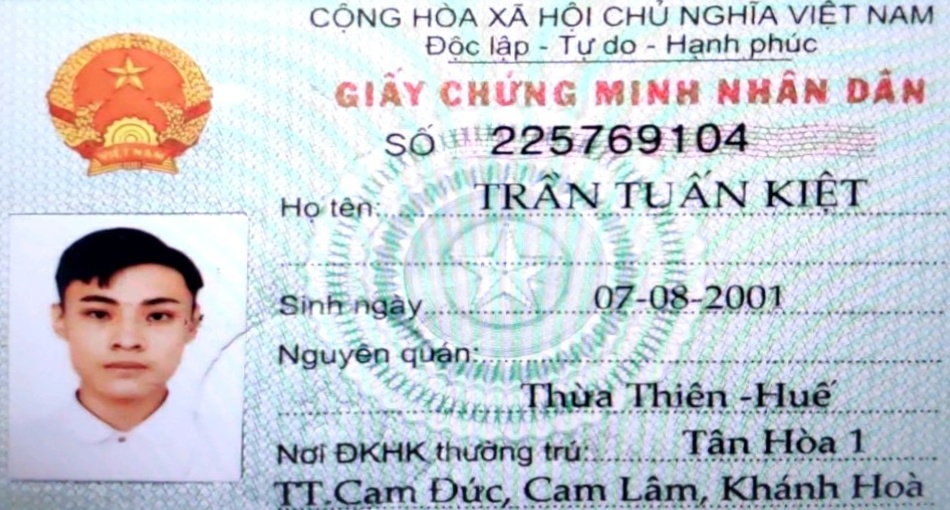 CỘNG HÒA XÃ HỘI CHỦ NGHĨA VIỆT NAM
Độc lập - Tự do - Hạnh phúc
GIẤY CHỨNG MINH NHÂN DÂN
SỐ 225769104
Họ tên: TRẦN TUẤN KIỆT
Sinh ngày 07-08-2001
Nguyên quán:
Thừa Thiên -Huế
Nơi ĐKHK thường trú: Tân Hòa 1
TT.Cam Đức, Cam Lâm, Khánh Hoà
VIỆT NAM